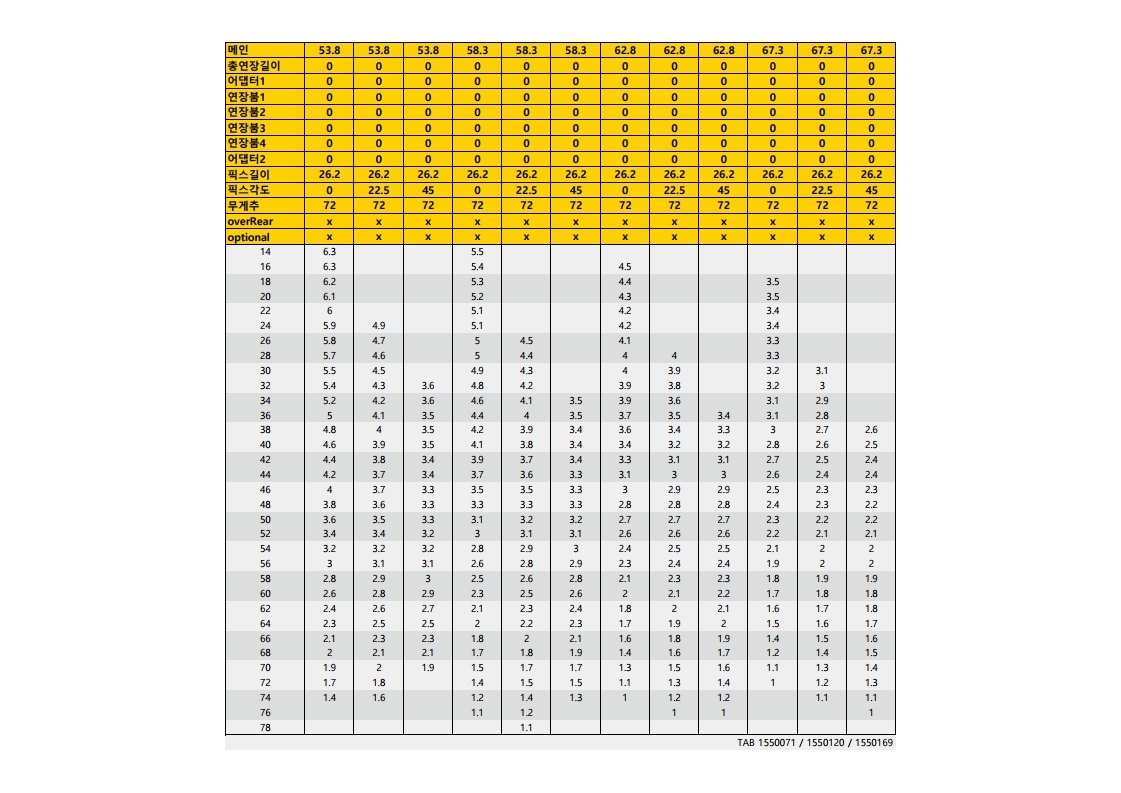 메인 53.8 53.8 53.8 58.3 58.3 58.3 62.8 62.8 62.8 67.3 67.3 67.3
총연장길이 0 0 0 0 0 0 0 0 0 0 0 0
어댑터1 0 0 0 0 0 0 0 0 0 0 0 0
연장붐1 0 0 0 0 0 0 0 0 0 0 0 0
연장붐2 0 0 0 0 0 0 0 0 0 0 0 0
연장붐3 0 0 0 0 0 0 0 0 0 0 0 0
연장붐4 0 0 0 0 0 0 0 0 0 0 0 0
어댑터2 0 0 0 0 0 0 0 0 0 0 0 0
픽스길이 26.2 26.2 26.2 26.2 26.2 26.2 26.2 26.2 26.2 26.2 26.2 26.2
픽스각도 0 22.5 45 0 22.5 45 0 22.5 45 0 22.5 45
무게추 72 72 72 72 72 72 72 72 72 72 72 72
overRear x x x x x x x x x x x x
optional x x x x x x x x x x x x
14 6.3 5.5
16 6.3 5.4 4.5
18 6.2 5.3 4.4 3.5
20 6.1 5.2 4.3 3.5
22 6 5.1 4.2 3.4
24 5.9 4.9 5.1 4.2 3.4
26 5.8 4.7 5 4.5 4.1 3.3
28 5.7 4.6 5 4.4 4 4 3.3
30 5.5 4.5 4.9 4.3 4 3.9 3.2 3.1
32 5.4 4.3 3.6 4.8 4.2 3.9 3.8 3.2 3
34 5.2 4.2 3.6 4.6 4.1 3.5 3.9 3.6 3.1 2.9
36 5 4.1 3.5 4.4 4 3.5 3.7 3.5 3.4 3.1 2.8
38 4.8 4 3.5 4.2 3.9 3.4 3.6 3.4 3.3 3 2.7 2.6
40 4.6 3.9 3.5 4.1 3.8 3.4 3.4 3.2 3.2 2.8 2.6 2.5
42 4.4 3.8 3.4 3.9 3.7 3.4 3.3 3.1 3.1 2.7 2.5 2.4
44 4.2 3.7 3.4 3.7 3.6 3.3 3.1 3 3 2.6 2.4 2.4
46 4 3.7 3.3 3.5 3.5 3.3 3 2.9 2.9 2.5 2.3 2.3
48 3.8 3.6 3.3 3.3 3.3 3.3 2.8 2.8 2.8 2.4 2.3 2.2
50 3.6 3.5 3.3 3.1 3.2 3.2 2.7 2.7 2.7 2.3 2.2 2.2
52 3.4 3.4 3.2 3 3.1 3.1 2.6 2.6 2.6 2.2 2.1 2.1
54 3.2 3.2 3.2 2.8 2.9 3 2.4 2.5 2.5 2.1 2 2
56 3 3.1 3.1 2.6 2.8 2.9 2.3 2.4 2.4 1.9 2 2
58 2.8 2.9 3 2.5 2.6 2.8 2.1 2.3 2.3 1.8 1.9 1.9
60 2.6 2.8 2.9 2.3 2.5 2.6 2 2.1 2.2 1.7 1.8 1.8
62 2.4 2.6 2.7 2.1 2.3 2.4 1.8 2 2.1 1.6 1.7 1.8
64 2.3 2.5 2.5 2 2.2 2.3 1.7 1.9 2 1.5 1.6 1.7
66 2.1 2.3 2.3 1.8 2 2.1 1.6 1.8 1.9 1.4 1.5 1.6
68 2 2.1 2.1 1.7 1.8 1.9 1.4 1.6 1.7 1.2 1.4 1.5
70 1.9 2 1.9 1.5 1.7 1.7 1.3 1.5 1.6 1.1 1.3 1.4
72 1.7 1.8 1.4 1.5 1.5 1.1 1.3 1.4 1 1.2 1.3
74 1.4 1.6 1.2 1.4 1.3 1 1.2 1.2 1.1 1.1
76 1.1 1.2 1 1 1
78 1.1
TAB 1550071 / 1550120 / 1550169